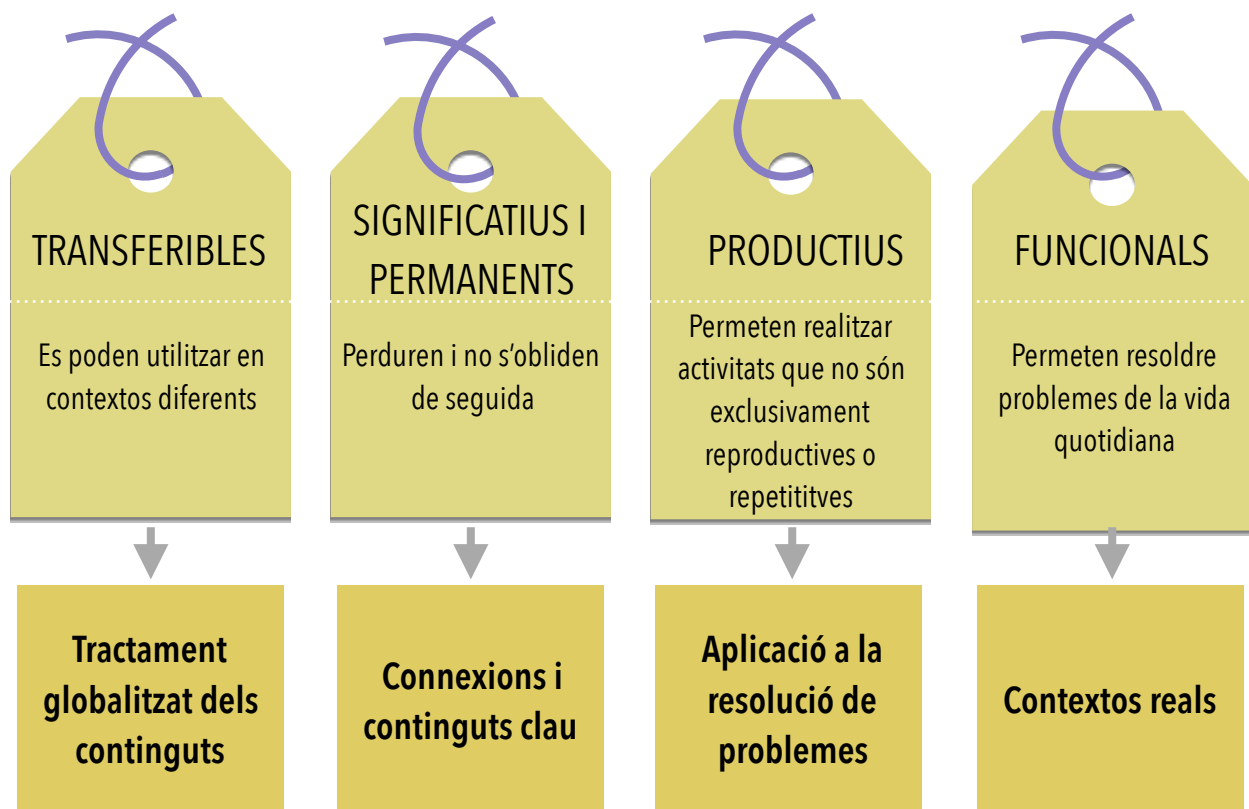 TRANSFERIBLES
Es poden utilitzar en
contextos diferents
Tractament
globalitzat dels
continguts
SIGNIFICATIUS I
PERMANENTS
Perduren i no s’obliden
de seguida
Connexions i
continguts clau
PRODUCTIUS
Permeten realitzar
activitats que no són
exclusivament
reproductives o
repetititves
Aplicació a la
resolució de
problemes
FUNCIONALS
Permeten resoldre
problemes de la vida
quotidiana
Contextos reals